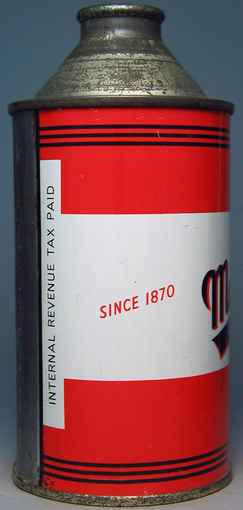 INTERNAL REVENUE TAX PAID
SINCE 1870